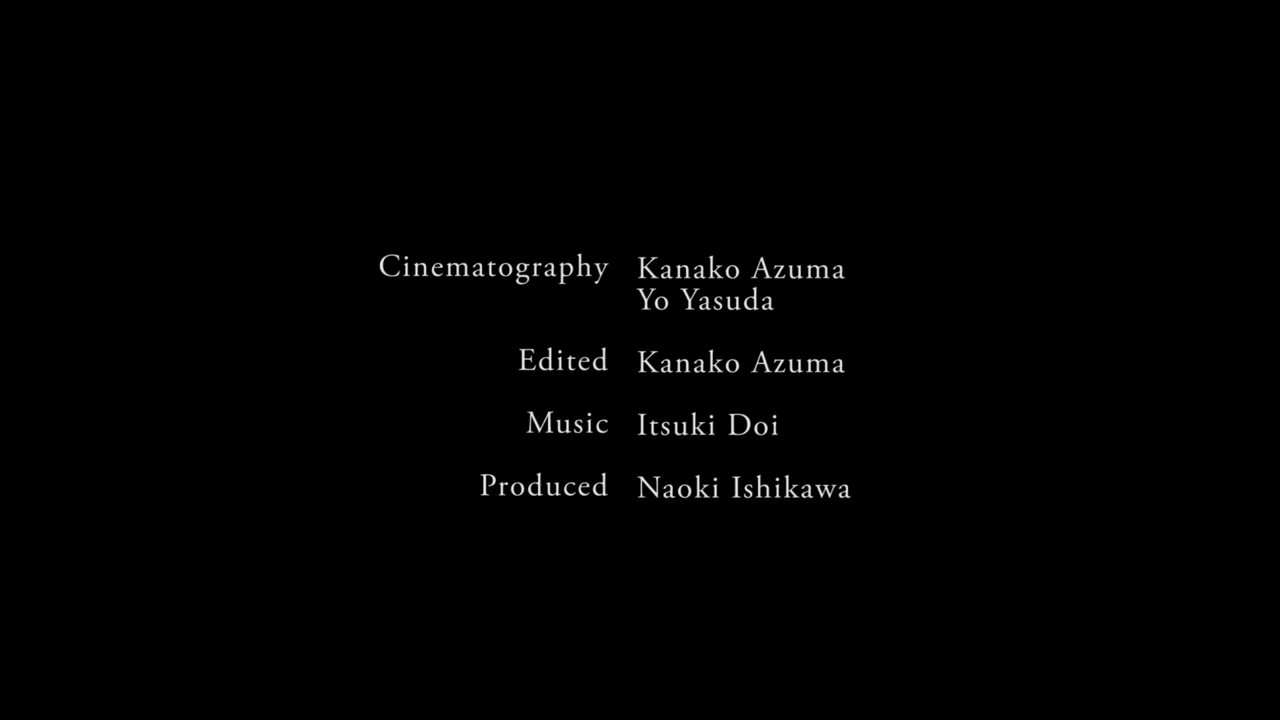 Cinematography Kanako Azuma
Yo Yasuda
Edited Kanako Azuma
Music Itsuki Doi
Produced Naoki Ishikawa